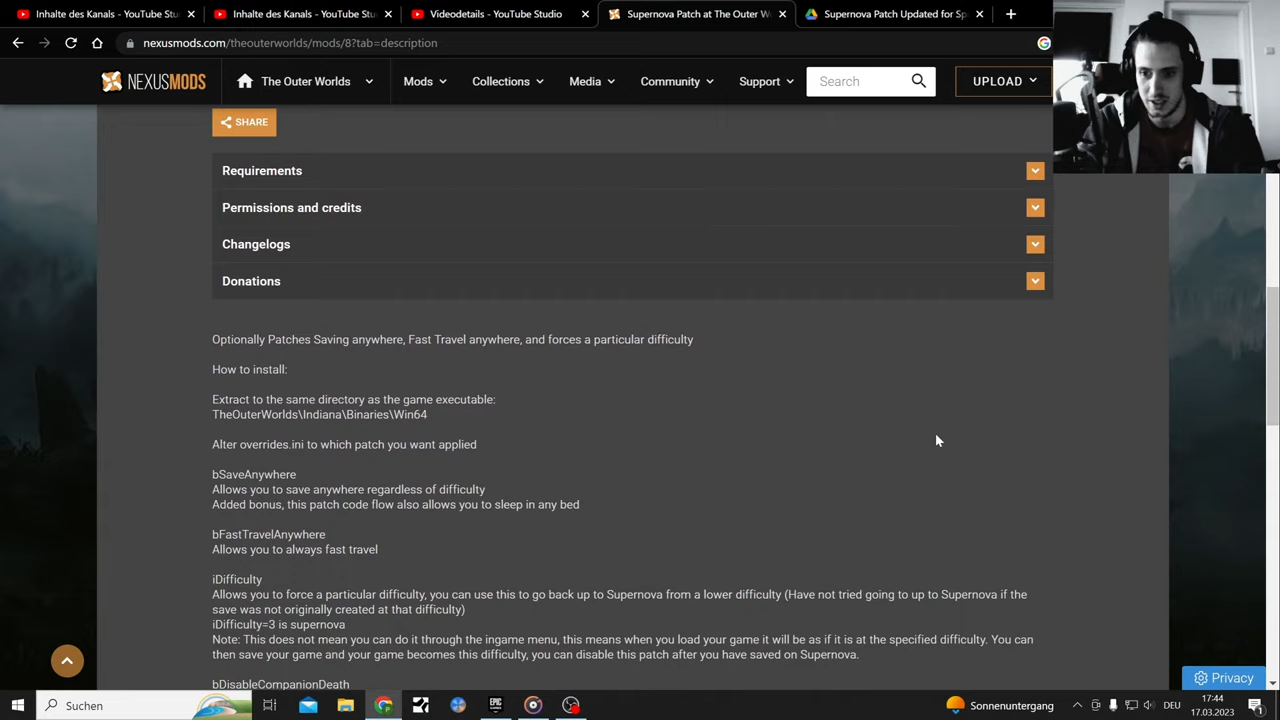 Inhalte des Kanals - YouTube Stu
Inhalte des Kanals - YouTube Stu
Videodetails - YouTube Studio
Supernova Patch at The Outer W
Supernova Patch Updated for Sp
nexusmods.com/theouterworlds/mods/8?tab=description
NEXUSMODS
The Outer Worlds
Mods
Collections
Media
Community
Support
Search
UPLOAD
SHARE
Requirements
Permissions and credits
Changelogs
Donations
Optionally Patches Saving anywhere, Fast Travel anywhere, and forces a particular difficulty
How to install:
Extract to the same directory as the game executable:
TheOuterWorlds\Indiana\Binaries\Win64
Alter overrides.ini to which patch you want applied
bSaveAnywhere
Allows you to save anywhere regardless of difficulty
Added bonus, this patch code flow also allows you to sleep in any bed
bFastTravelAnywhere
Allows you to always fast travel
iDifficulty
Allows you to force a particular difficulty, you can use this to go back up to Supernova from a lower difficulty (Have not tried going to up to Supernova if the
save was not originally created at that difficulty)
iDifficulty=3 is supernova
Note: This does not mean you can do it through the ingame menu, this means when you load your game it will be as if it is at the specified difficulty. You can
then save your game and your game becomes this difficulty, you can disable this patch after you have saved on Supernova.
bDisableCompanionDeath
Privacy
Suchen
EPIC
GAMES
Sonnenuntergang
DEU
17:44
17.03.2023
1